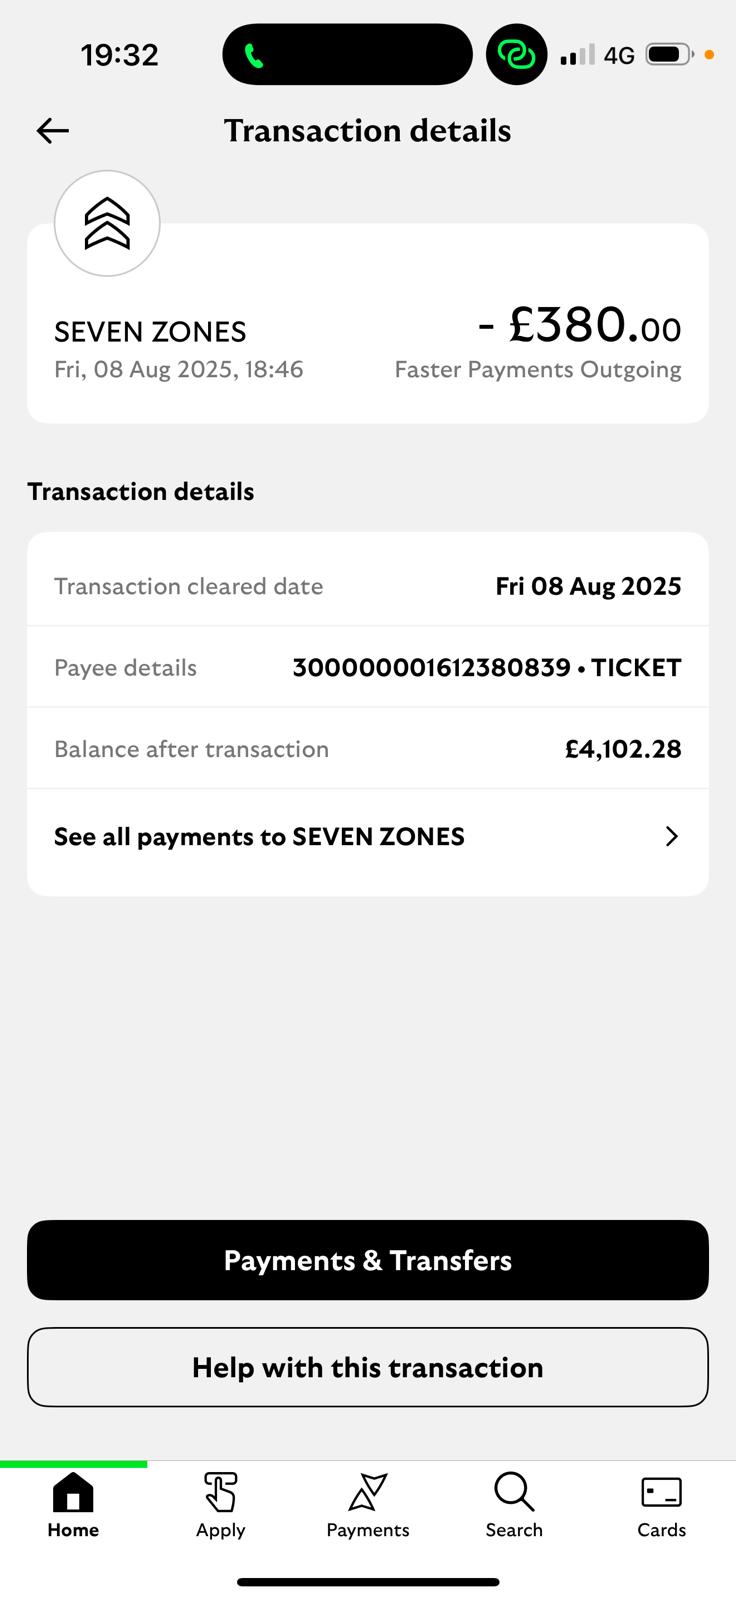 19:32
4G
Transaction details
SEVEN ZONES
- £380.00
Fri, 08 Aug 2025, 18:46
Faster Payments Outgoing
Transaction details
Transaction cleared date
Fri 08 Aug 2025
Payee details
300000001612380839 • TICKET
Balance after transaction
£4,102.28
See all payments to SEVEN ZONES
Payments & Transfers
Help with this transaction
Home
Apply
Payments
Search
Cards